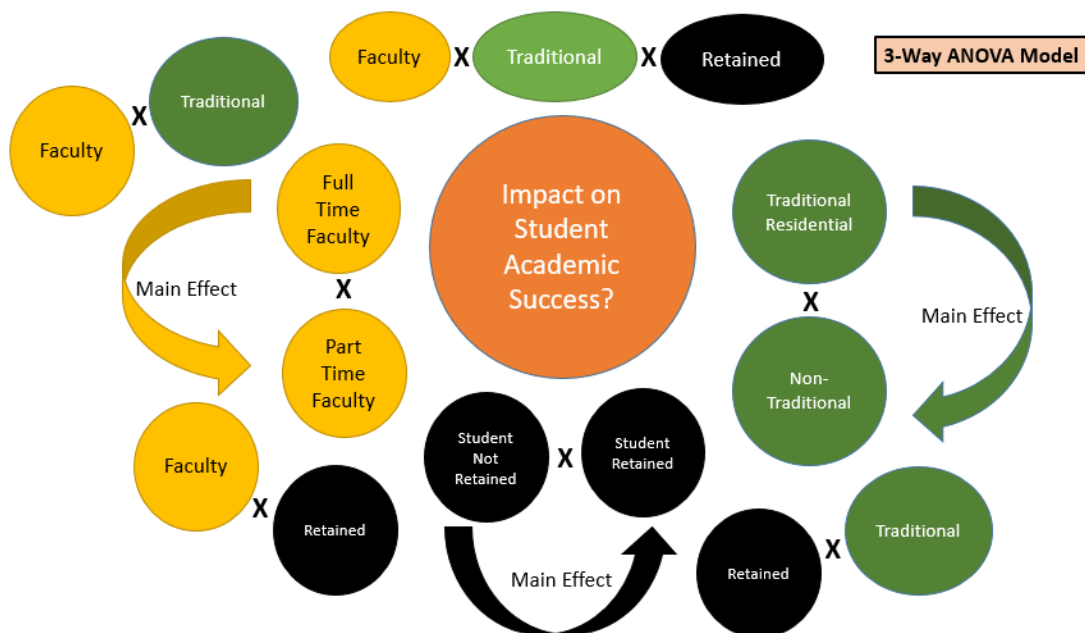 Faculty X Traditional X Retained
3-Way ANOVA Model
Faculty X Traditional
Full
Time
Faculty
X
Part
Time
Faculty
Main Effect
Impact on
Student
Academic
Success?
Traditional
Residential
X
Non-
Traditional
Main Effect
Faculty X Retained
Student
Not
Retained
X
Student
Retained
Main Effect
Retained X Traditional